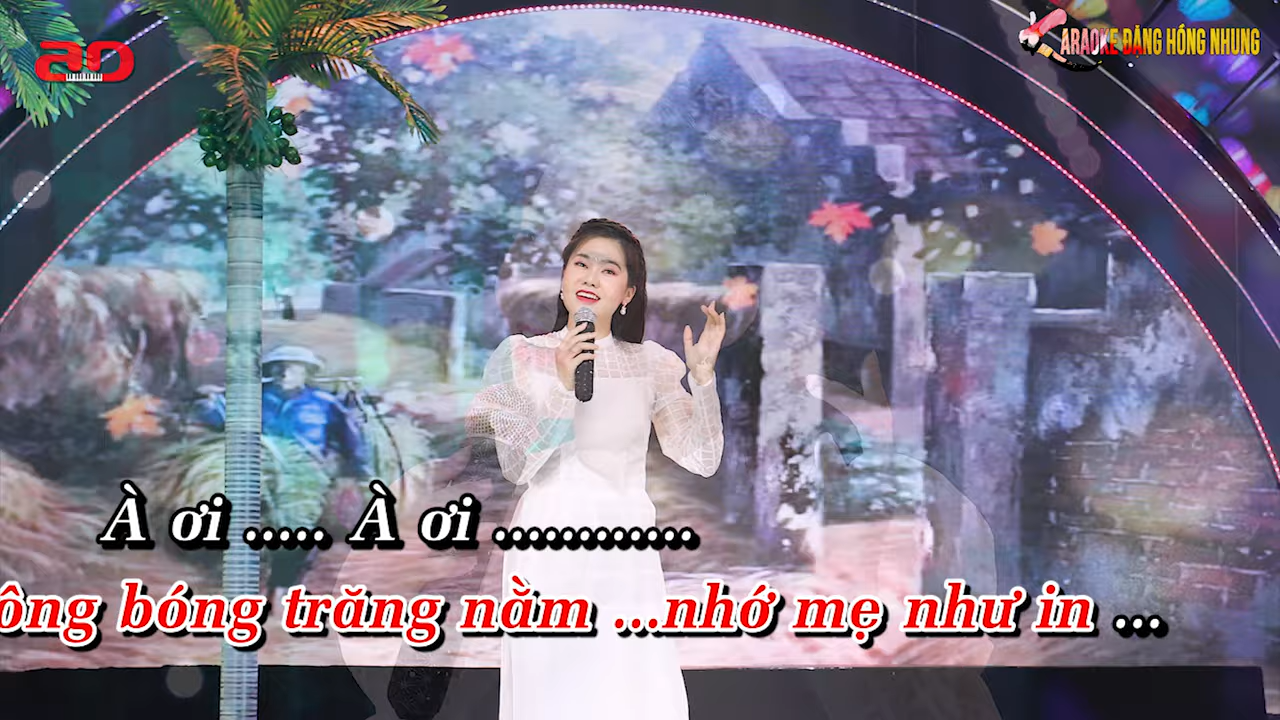 ARAOKE ĐẶNG HỒNG NHUNG
À ơi ..... À ơi ............
ông bóng trăng nằm ...nhớ mẹ như in ...